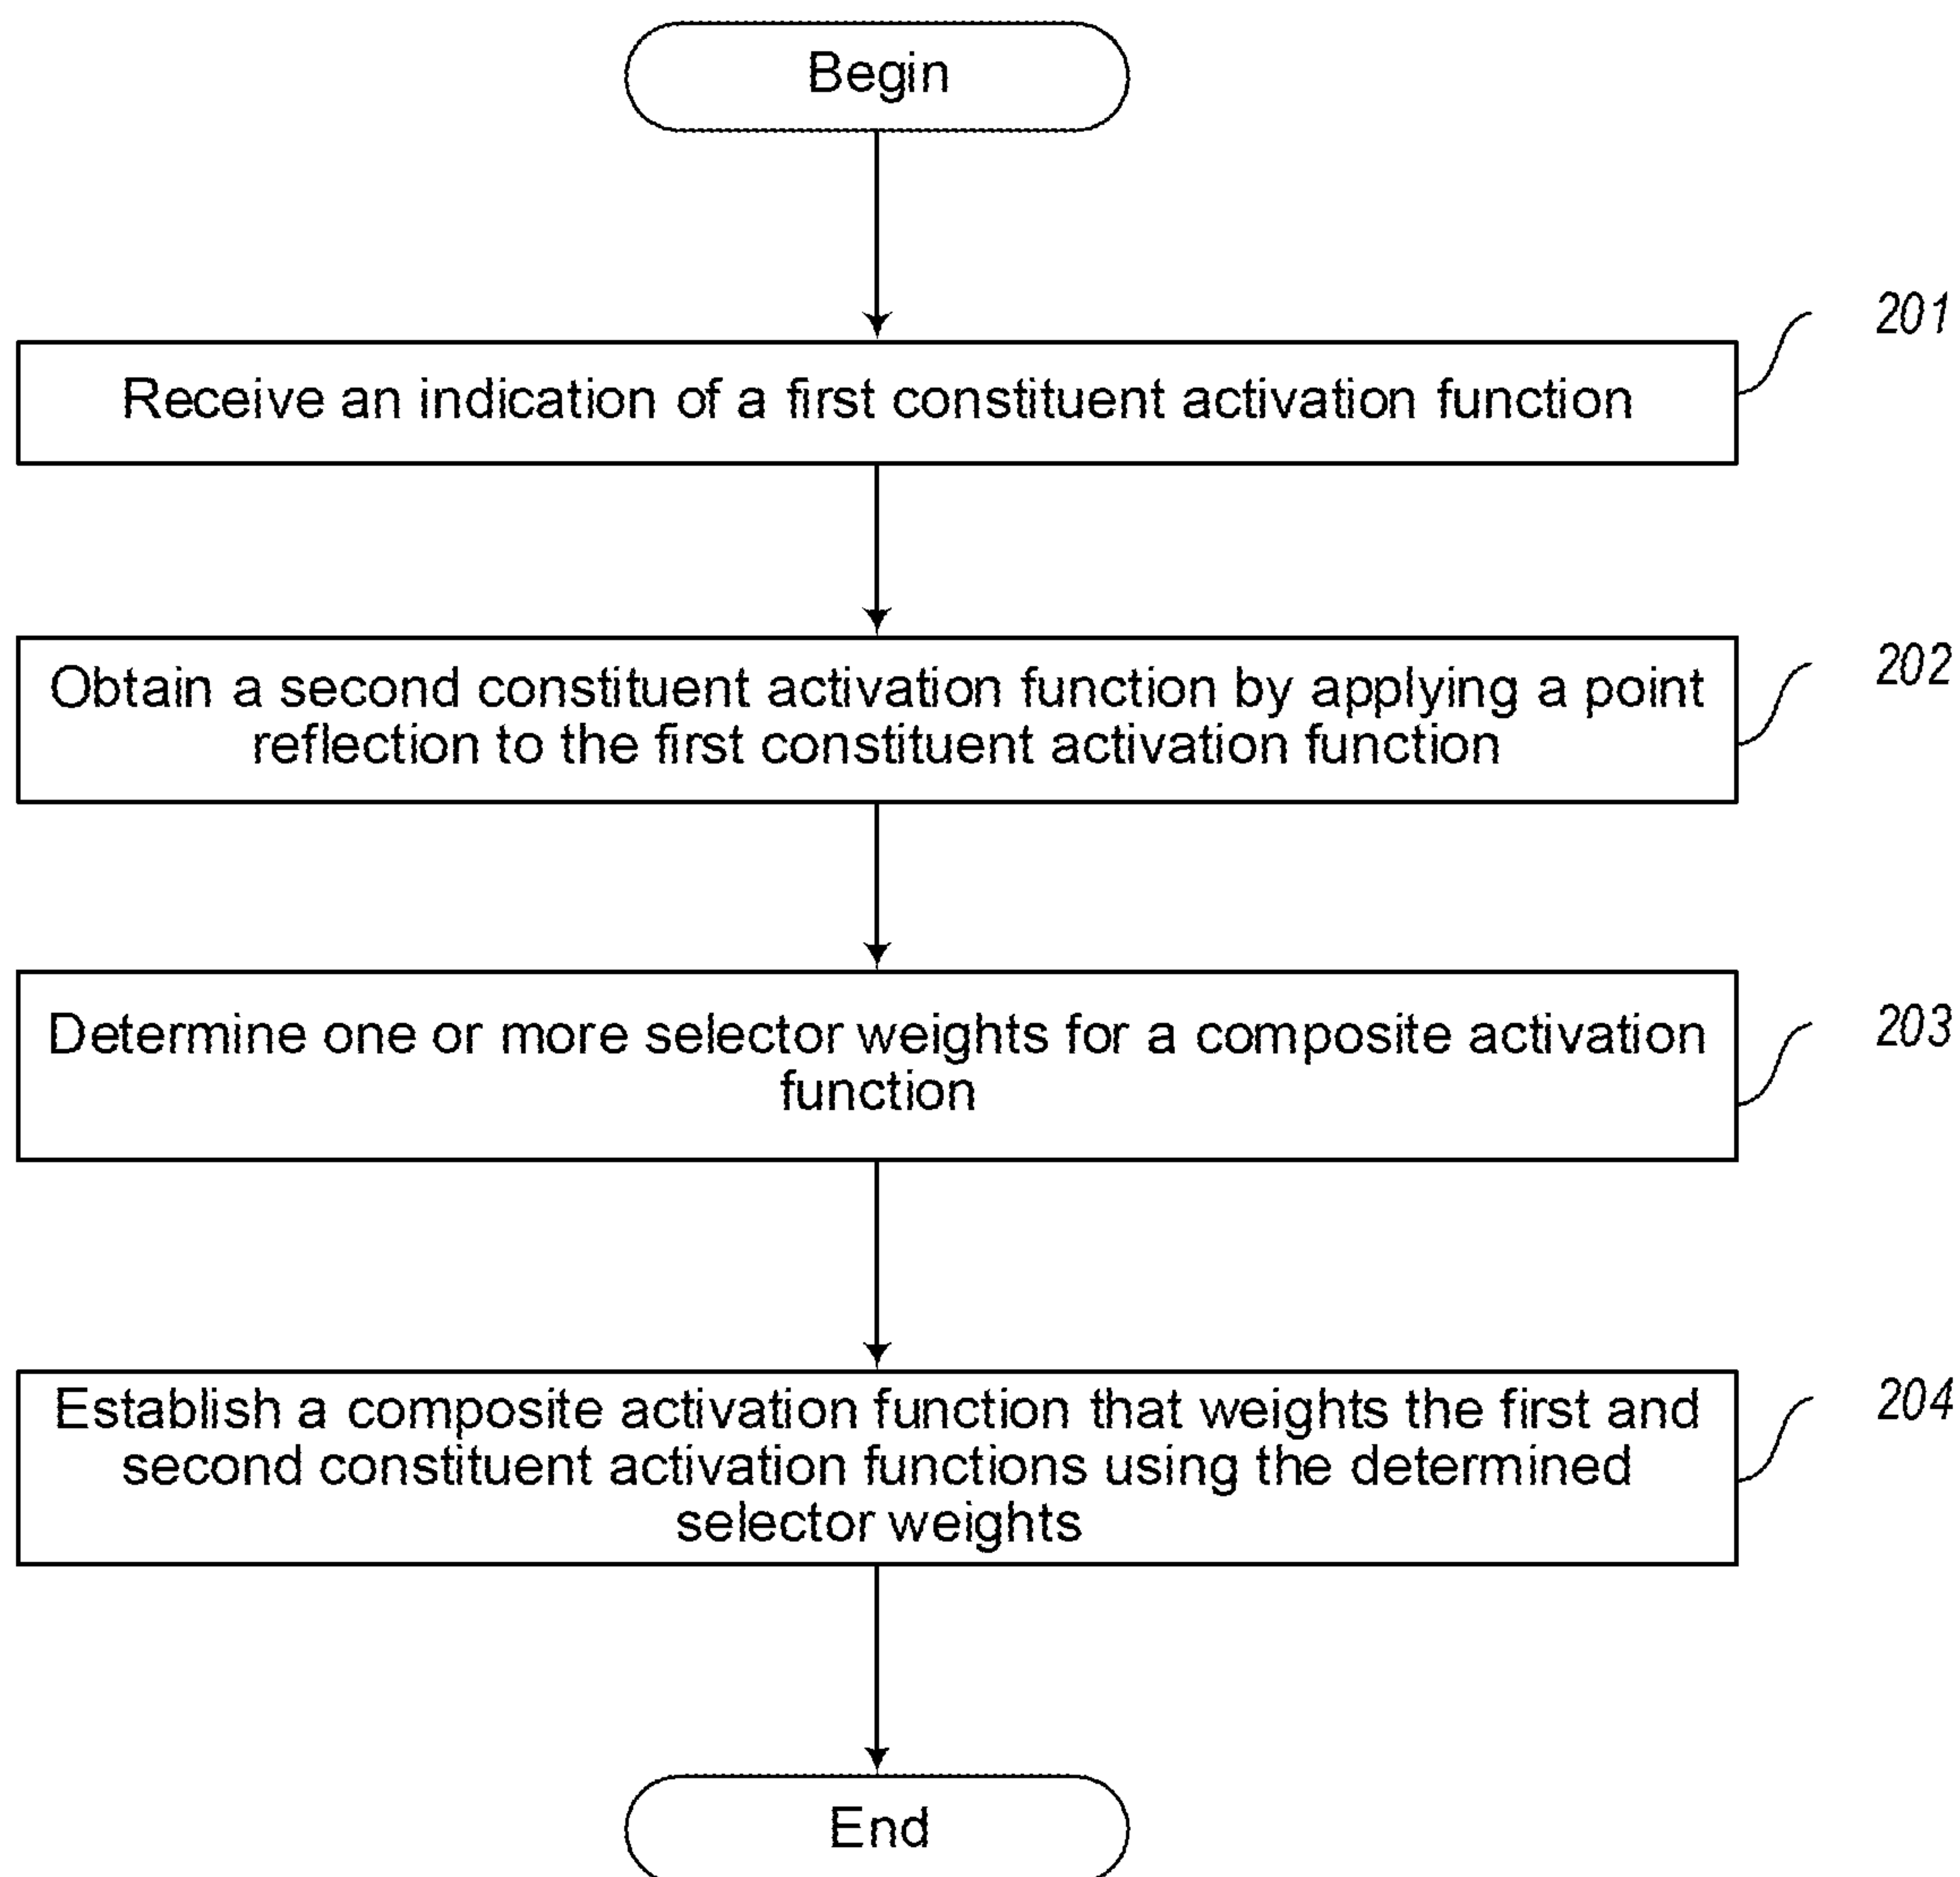 Begin
201
Receive an indication of a first constituent activation function
202
Obtain a second constituent activation function by applying a point
reflection to the first constituent activation function
203
Determine one or more selector weights for a composite activation
function
204
Establish a composite activation function that weights the first and
second constituent activation functions using the determined
selector weights
End